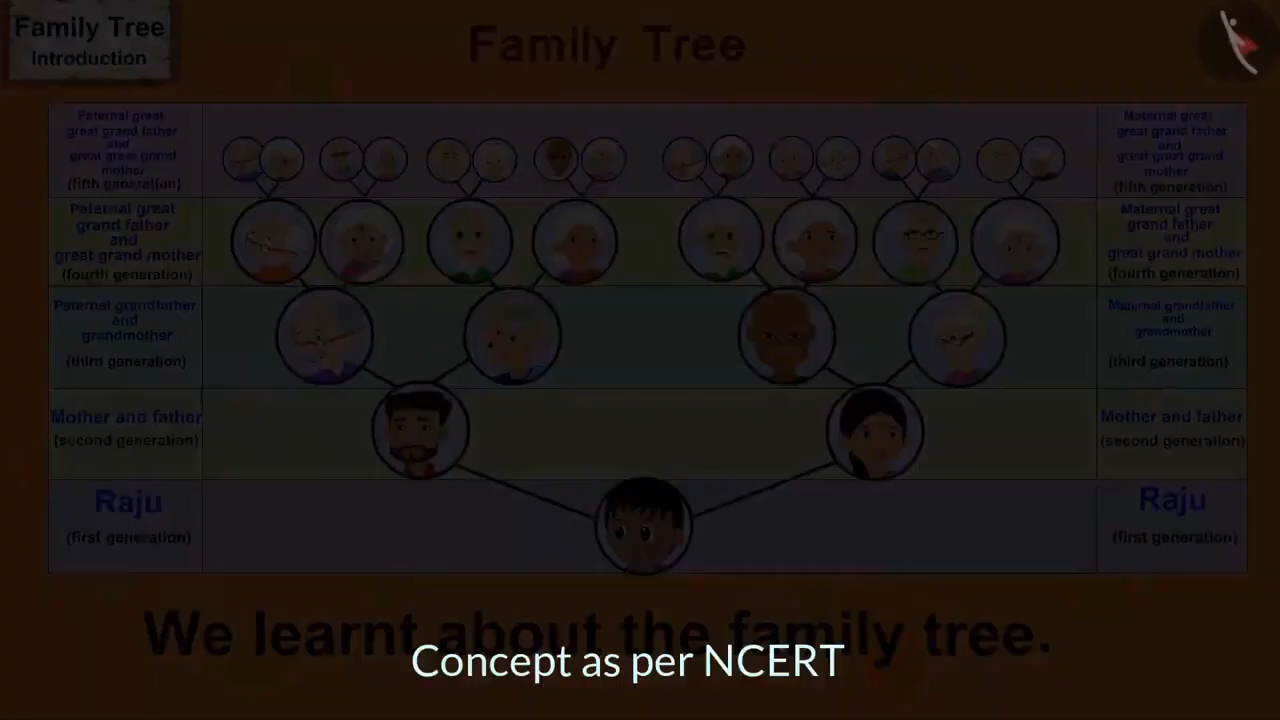 Family Tree
Introduction
Family Tree
Paternal great
great grand father
and
great great grand
mother
(fifth generation)
Maternal great
great grand father
and
great great grand
mother
(fifth generation)
Paternal great
grand father
and
great grand mother
(fourth generation)
Maternal great
grand father
and
great grand mother
(fourth generation)
Paternal grandfather
and
grandmother
(third generation)
Maternal grandfather
and
grandmother
(third generation)
Mother and father
(second generation)
Mother and father
(second generation)
Raju
(first generation)
Raju
(first generation)
We learnt about the family tree.
Concept as per NCERT